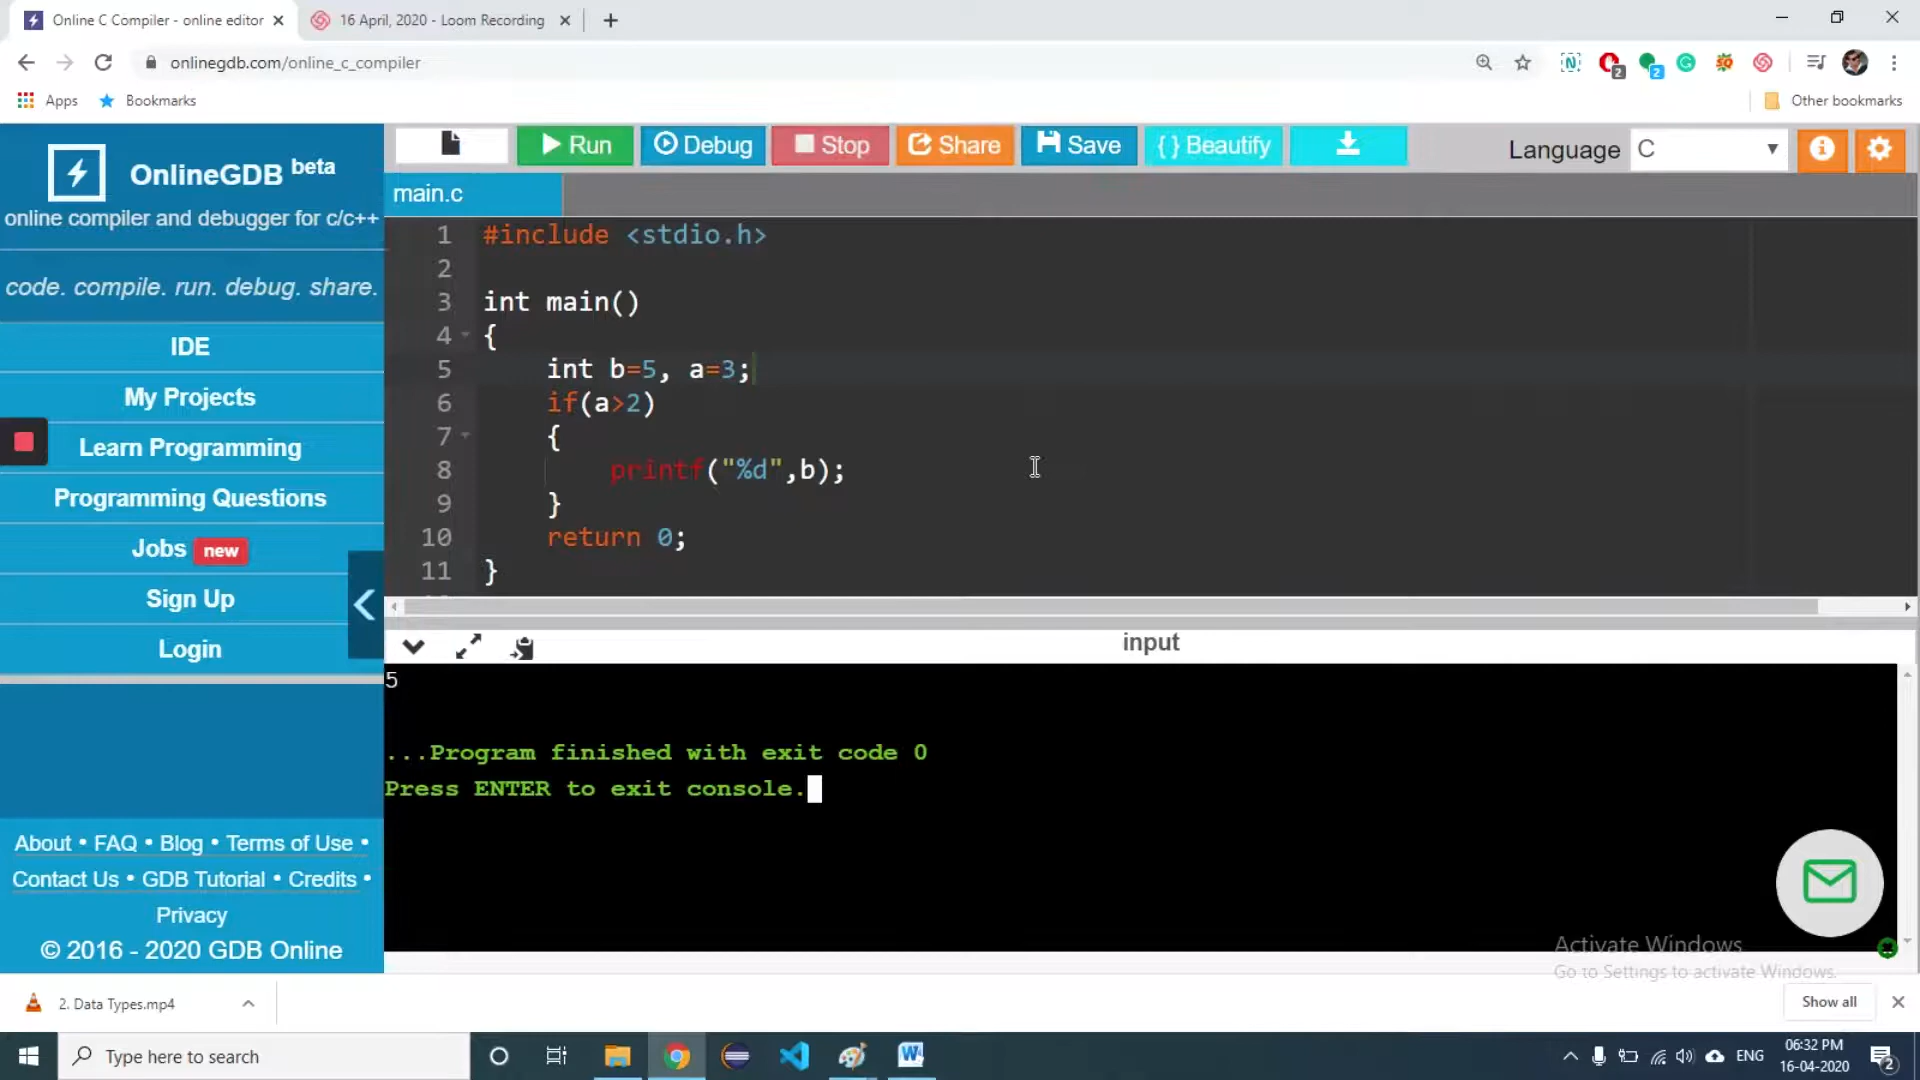 Online C Compiler - online editor
16 April, 2020 - Loom Recording
onlinegdb.com/online_c_compiler
2
2
Apps
Bookmarks
Other bookmarks
OnlineGDB beta
online compiler and debugger for c/c++
code. compile. run. debug. share.
IDE
My Projects
Learn Programming
Programming Questions
Jobs new
Sign Up
Login
About • FAQ • Blog • Terms of Use •
Contact Us • GDB Tutorial • Credits •
Privacy
© 2016 - 2020 GDB Online
Run
Debug
Stop
Share
Save
{ } Beautify
Language C
main.c
1 #include <stdio.h>
2
3 int main()
4 {
5 int b=5, a=3;
6 if(a>2)
7 {
8 printf("%d",b);
9 }
10 return 0;
11 }
input
5
...Program finished with exit code 0
Press ENTER to exit console.
Activate Windows
Go to Settings to activate Windows.
2. Data Types.mp4
Show all
Type here to search
ENG
06:32 PM
16-04-2020
2